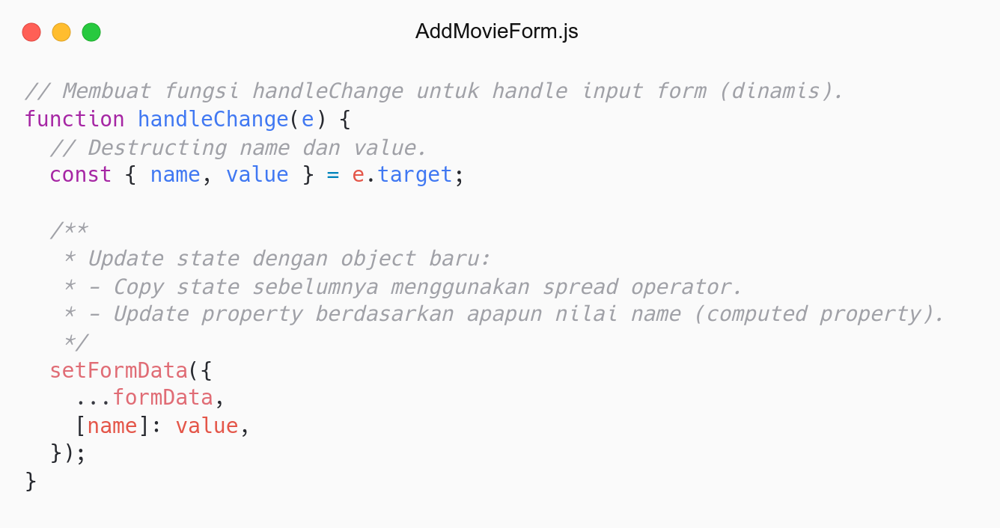 AddMovieForm.js
// Membuat fungsi handleChange untuk handle input form (dinamis).
function handleChange(e) {
  // Destructing name dan value.
  const { name, value } = e.target;

  /**
   * Update state dengan object baru:
   * - Copy state sebelumnya menggunakan spread operator.
   * - Update property berdasarkan apapun nilai name (computed property).
   */
  setFormData({
    ...formData,
    [name]: value,
  });
}